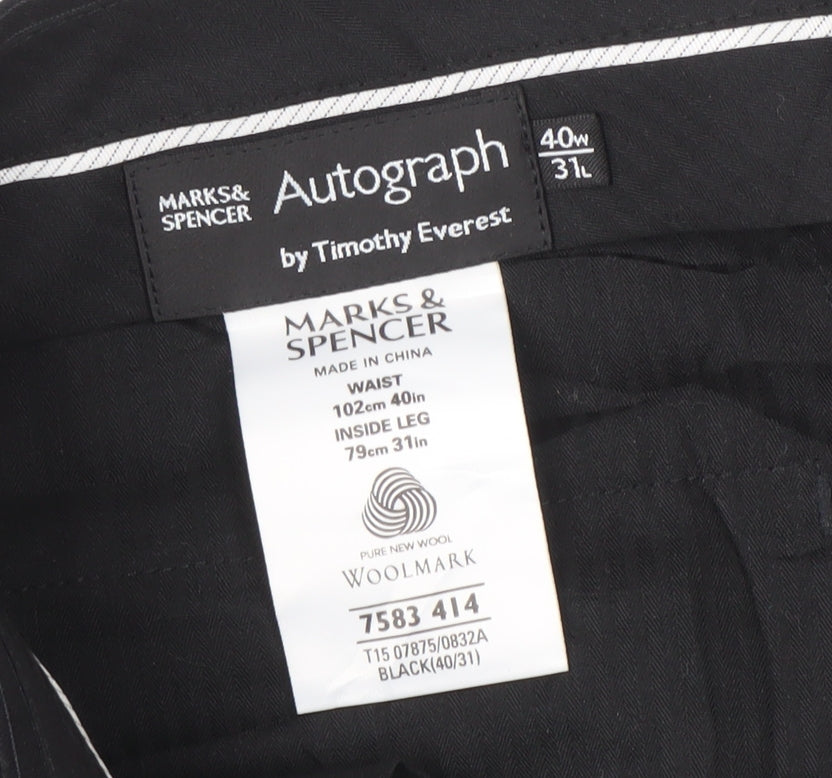 MARKS&
SPENCER
Autograph
by Timothy Everest
40W
31L
MARKS &
SPENCER
MADE IN CHINA
WAIST
102cm 40in
INSIDE LEG
79cm 31in
PURE NEW WOOL
WOOLMARK
7583 414
T15 07875/0832A
BLACK(40/31)